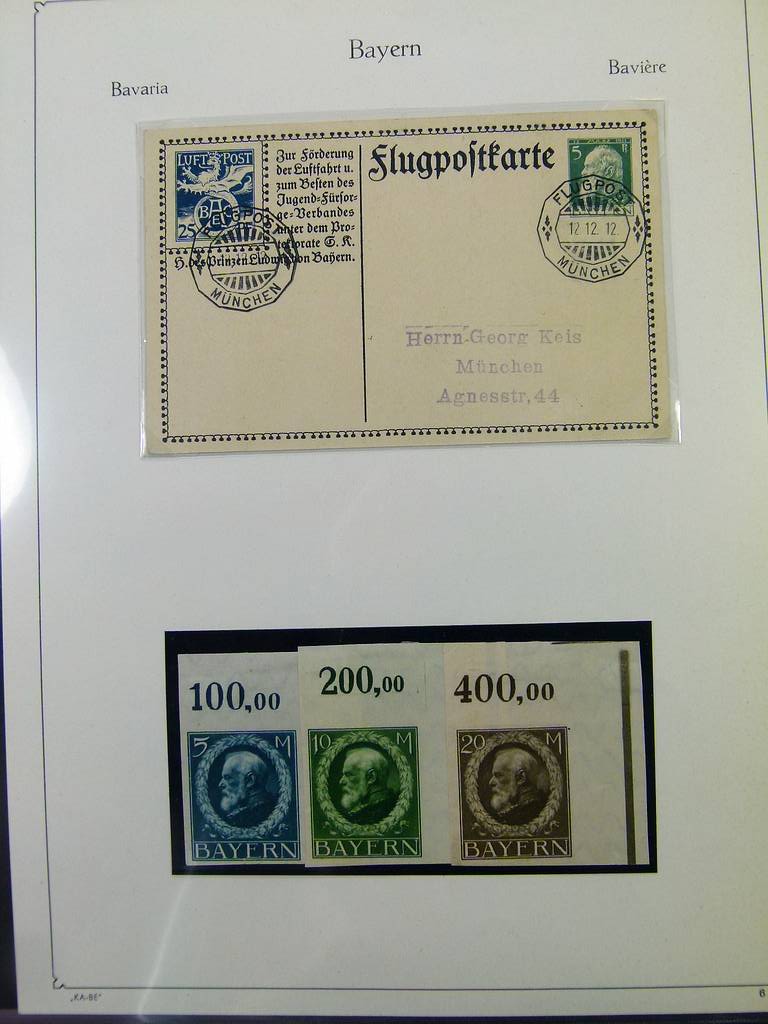 Bayern
Bavaria
Bavière
LUFT POST
25
Zur Förderung
der Luftfahrt u.
zum Besten des
Jugend-Fürsor-
ge-Verbandes
unter dem Pro-
tektorate S. K.
H. des Prinzen Ludwig von Bayern.
FLUGPOST
MÜNCHEN
Flugpostkarte
5
FLUGPOST
12.12.12.
MÜNCHEN
Herrn Georg Keis
München
Agnesstr, 44
100,00
200,00
400,00
5 M
BAYERN
10 M
BAYERN
20 M
BAYERN
„KA-BE"
6